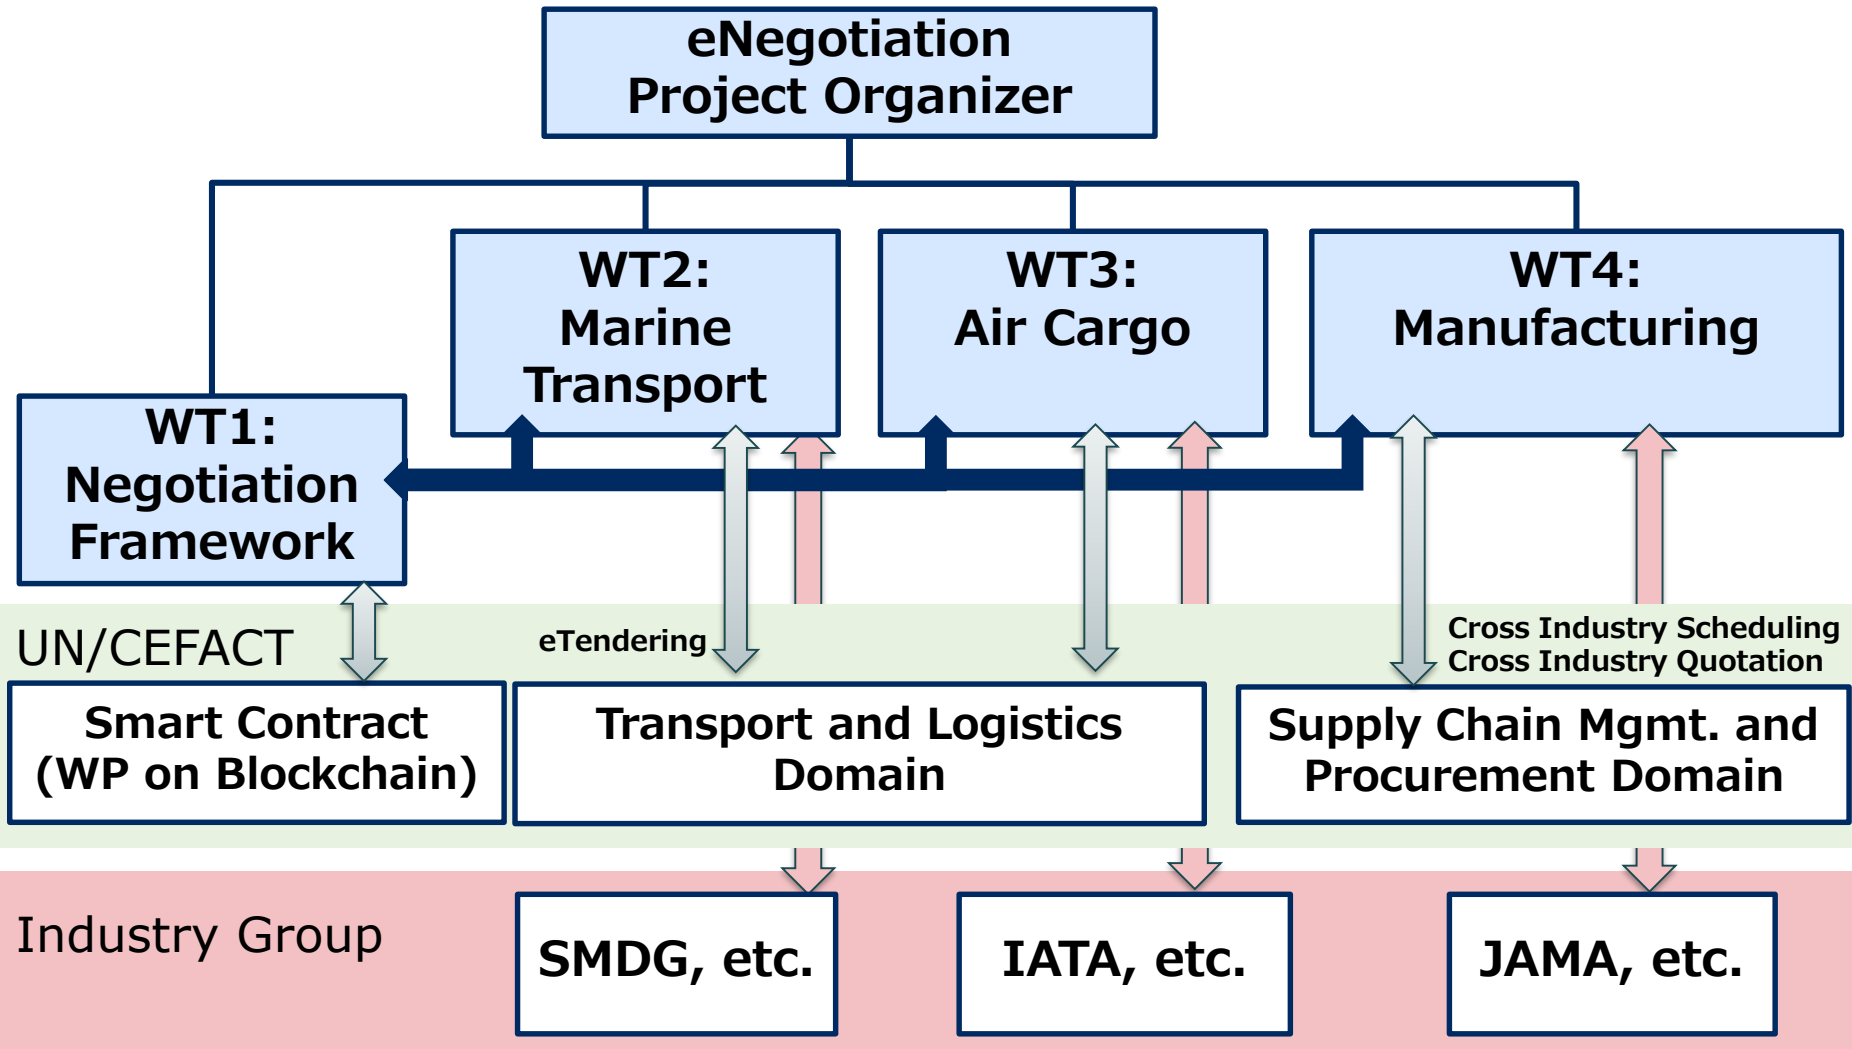 eNegotiation
Project Organizer
WT2:
Marine
Transport
WT3:
Air Cargo
WT4:
Manufacturing
WT1:
Negotiation
Framework
UN/CEFACT
eTendering
Cross Industry Scheduling
Cross Industry Quotation
Smart Contract
(WP on Blockchain)
Transport and Logistics
Domain
Supply Chain Mgmt. and
Procurement Domain
Industry Group
SMDG, etc.
IATA, etc.
JAMA, etc.